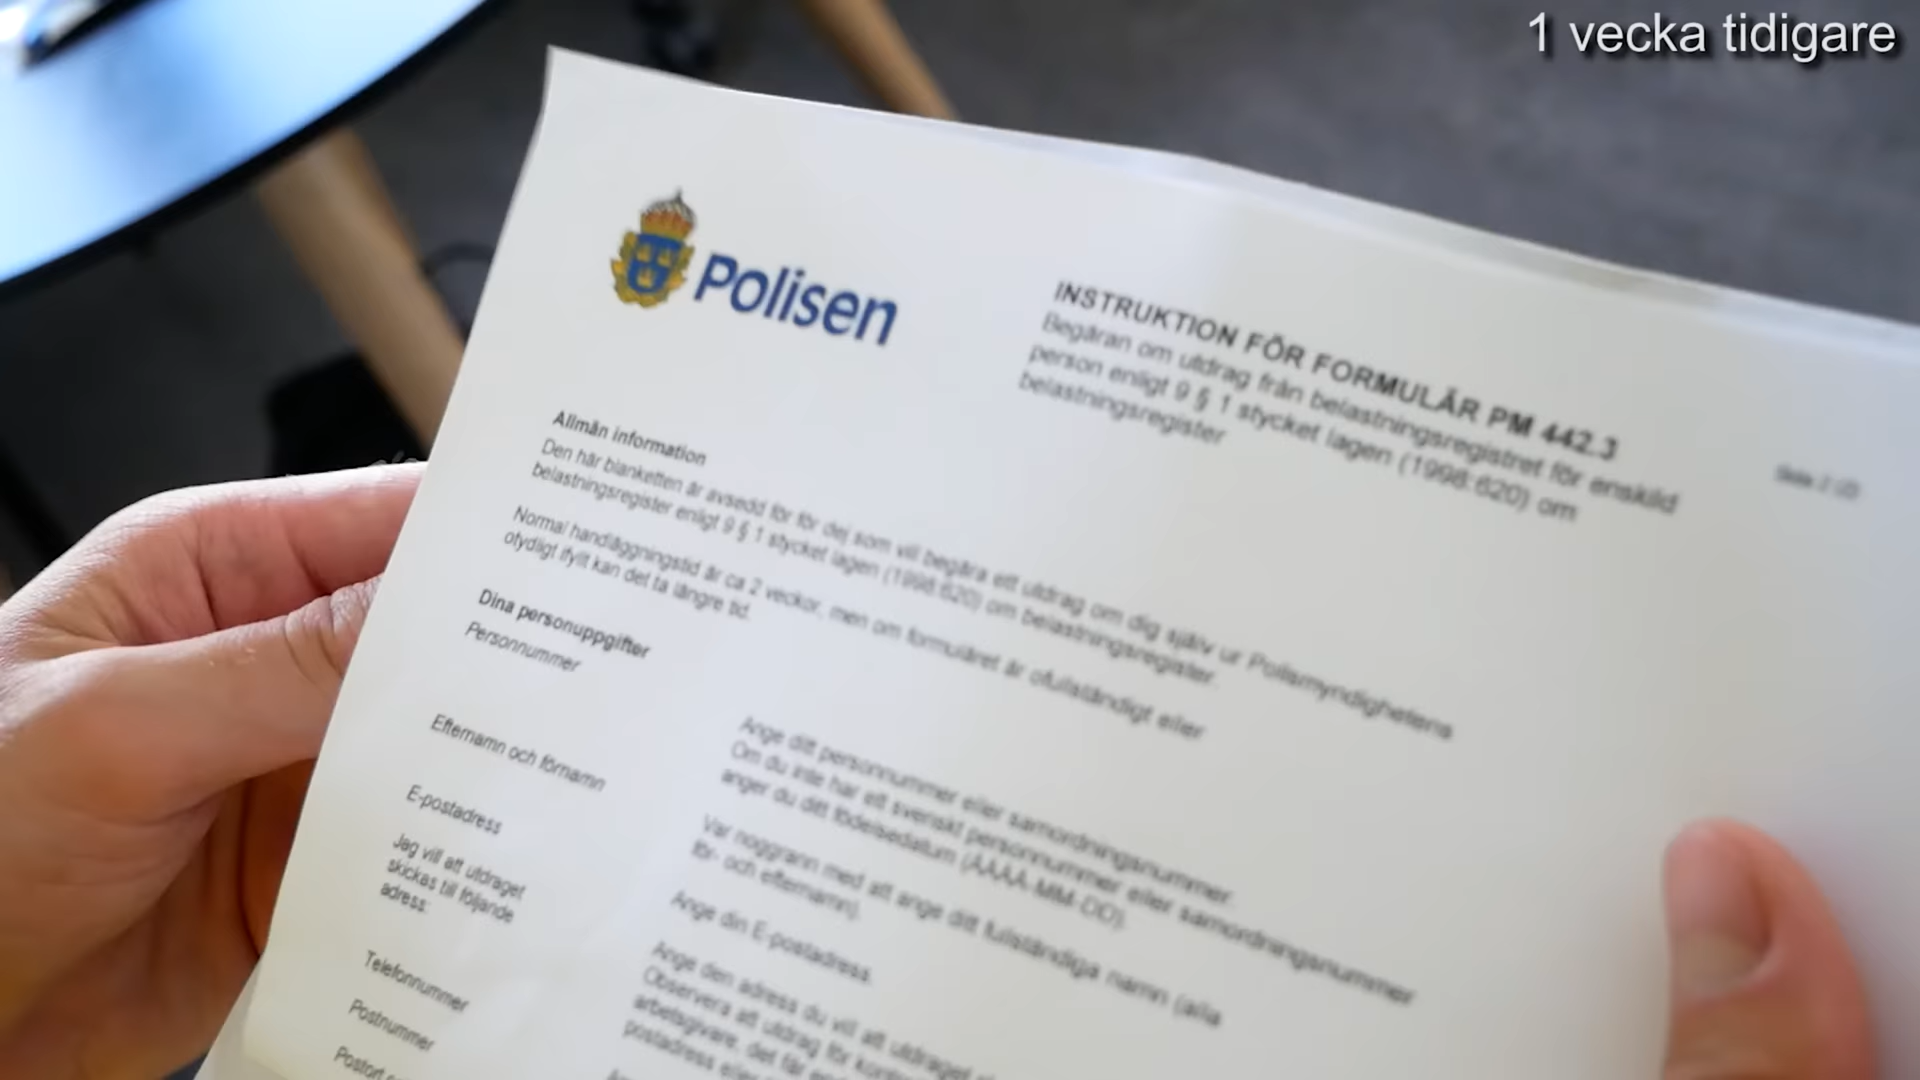 1 vecka tidigare
Polisen
INSTRUKTION FÖR FORMULÄR PM 442.3
Begäran om utdrag från belastningsregistret för enskild
person enligt 9 § 1 stycket lagen (1998:620) om
belastningsregister
Allmän information
Den här blanketten är avsedd för för dej som vill begära ett utdrag om dig själv ur Polismyndighetens
belastningsregister enligt 9 § 1 stycket lagen (1998:620) om belastningsregister.
Normal handläggningstid är ca 2 veckor, men om formuläret är ofullständigt eller
otydligt ifyllt kan det ta längre tid.
Dina personuppgifter
Personnummer
Ange ditt personnummer eller samordningsnummer.
Om du inte har ett svenskt personnummer eller samordningsnummer
anger du ditt födelsedatum (ÅÅÅÅ-MM-DD).
Efternamn och förnamn
Var noggrann med att ange ditt fullständiga namn (alla
för- och efternamn).
E-postadress
Ange din E-postadress.
Jag vill att utdraget
skickas till följande
adress:
Ange den adress du vill att utdraget
Observera att utdrag för
arbetsgivare, det får
postadress eller
Telefonnummer
Postnummer
Postort